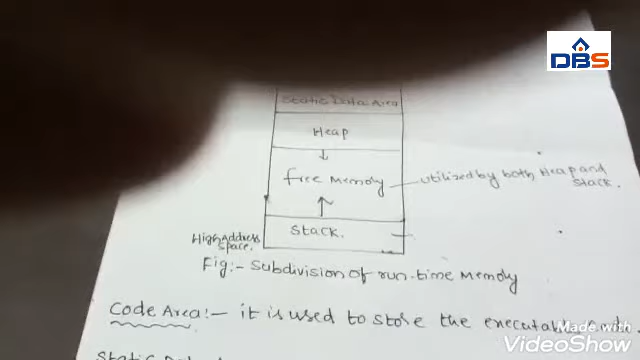 DBS
Static Data Area
Heap
free Memory
utilized by both Heap and
Stack.
Stack.
High Address
Space.
Fig:- Subdivision of run-time Memory
Code Area:- it is used to store the executable
Made with
VideoShow